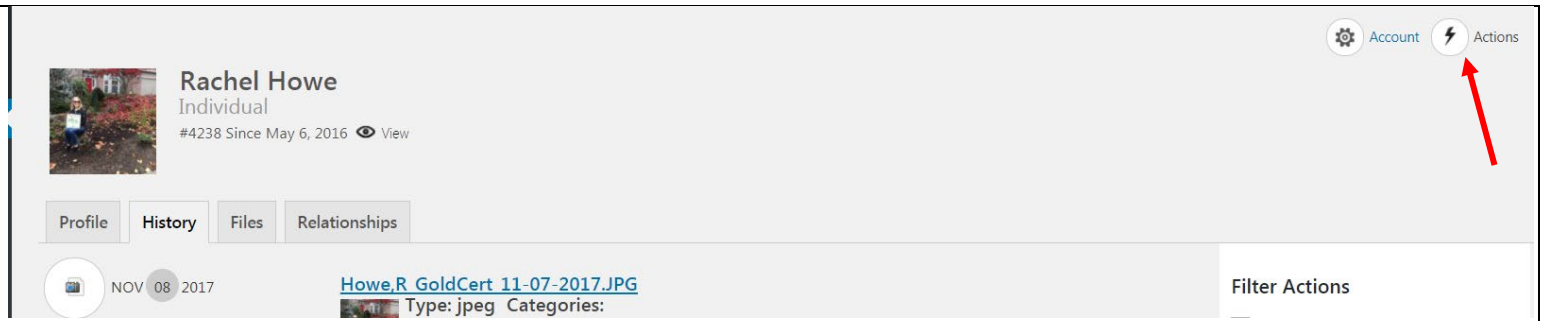 Account Actions
Rachel Howe
Individual
#4238 Since May 6, 2016 View
Profile History Files Relationships
NOV 08 2017
Howe,R GoldCert 11-07-2017.JPG
Type: jpeg Categories:
Filter Actions